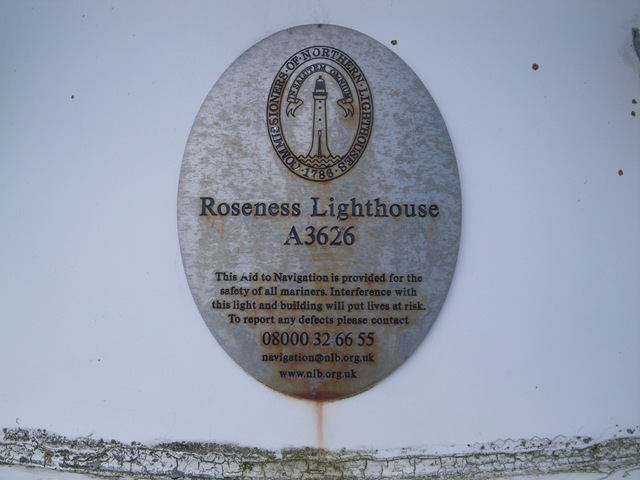 COMMISSIONERS·OF·NORTHERN·LIGHTHOUSES
IN SALUTEM OMNIUM
·1786·
Roseness Lighthouse
A3626
This Aid to Navigation is provided for the
safety of all mariners. Interference with
this light and building will put lives at risk.
To report any defects please contact
08000 32 66 55
navigation@nlb.org.uk
www.nlb.org.uk